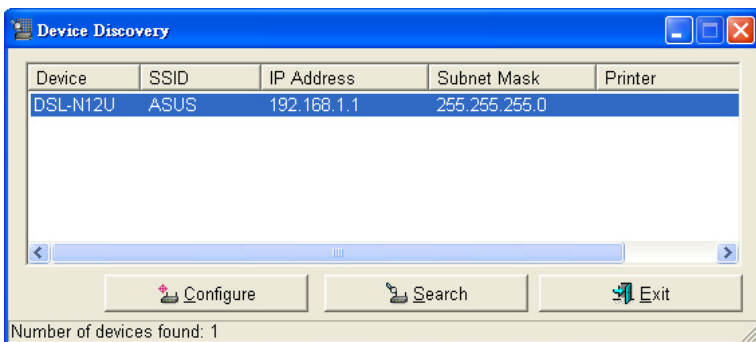 Device Discovery
Device SSID IP Address Subnet Mask Printer
DSL-N12U ASUS 192.168.1.1 255.255.255.0
Configure Search Exit
Number of devices found: 1